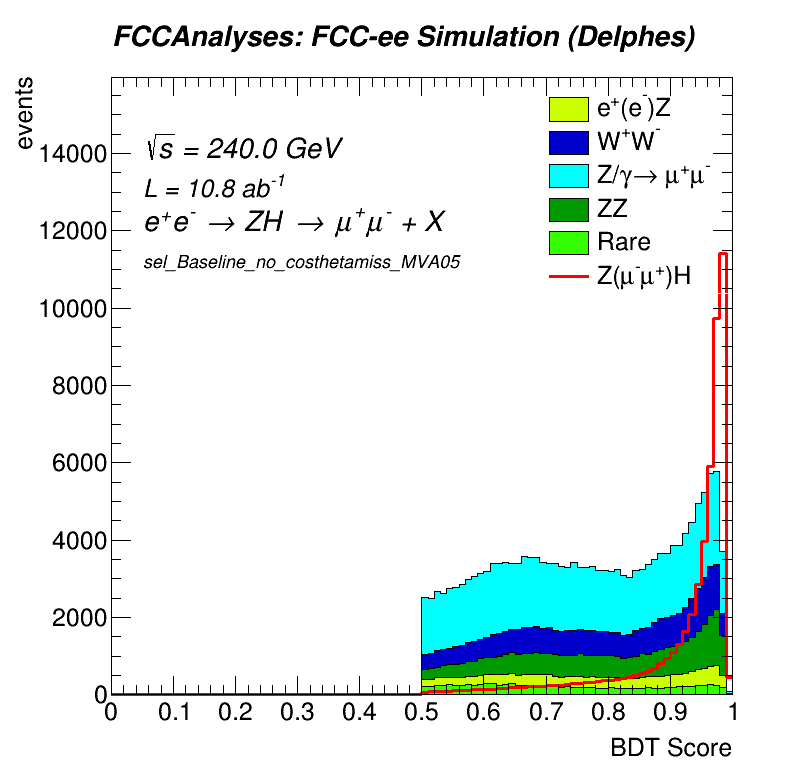 FCCAnalyses: FCC-ee Simulation (Delphes)
events
√s = 240.0 GeV
L = 10.8 ab⁻¹
e⁺e⁻ → ZH → μ⁺μ⁻ + X
sel_Baseline_no_costhetamiss_MVA05
e⁺(e⁻)Z
W⁺W⁻
Z/γ→ μ⁺μ⁻
ZZ
Rare
Z(μ⁻μ⁺)H
14000
12000
10000
8000
6000
4000
2000
0
0 0.1 0.2 0.3 0.4 0.5 0.6 0.7 0.8 0.9 1
BDT Score